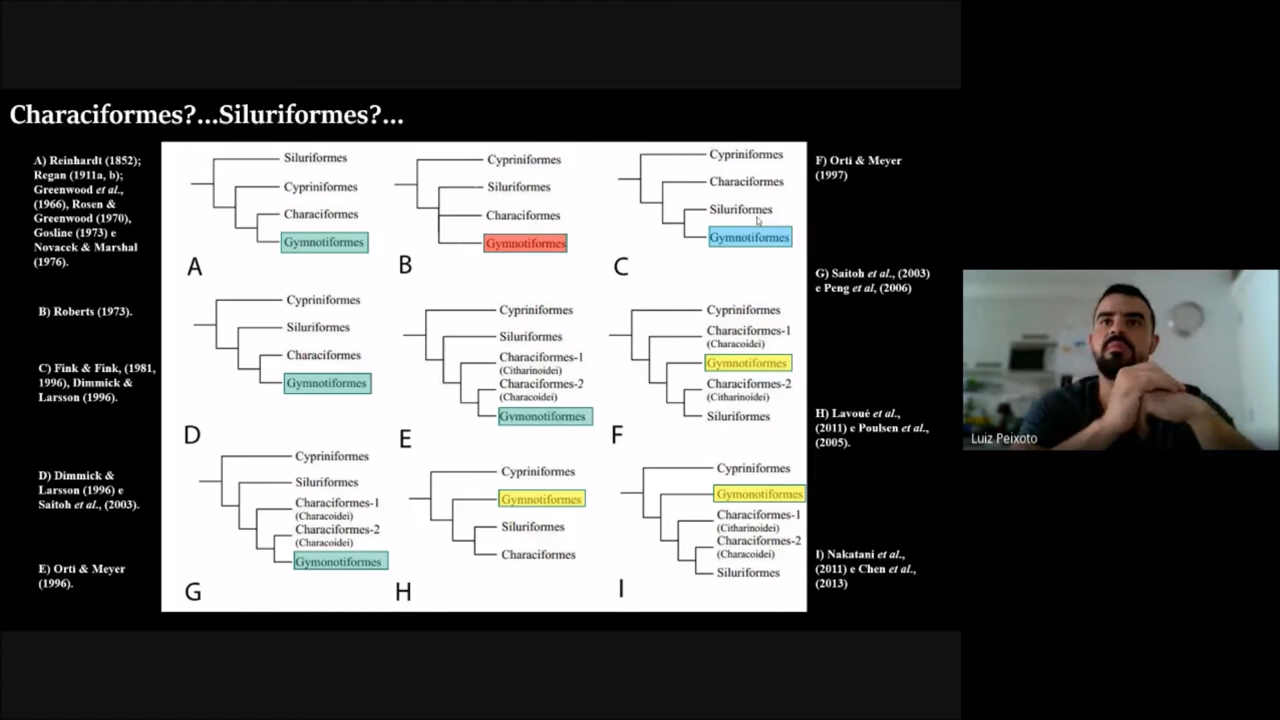 Characiformes?...Siluriformes?...
A) Reinhardt (1852);
Regan (1911a, b);
Greenwood et al.,
(1966), Rosen &
Greenwood (1970),
Gosline (1973) e
Novacek & Marshal
(1976).
B) Roberts (1973).
C) Fink & Fink, (1981,
1996), Dimmick &
Larsson (1996).
D) Dimmick &
Larsson (1996) e
Saitoh et al., (2003).
E) Orti & Meyer
(1996).
Siluriformes
Cypriniformes
Characiformes
Gymnotiformes
A
Cypriniformes
Siluriformes
Characiformes
Gymnotiformes
B
Cypriniformes
Characiformes
Siluriformes
Gymnotiformes
C
Cypriniformes
Siluriformes
Characiformes
Gymnotiformes
D
Cypriniformes
Siluriformes
Characiformes-1
(Citharinoidei)
Characiformes-2
(Characoidei)
Gymonotiformes
E
Cypriniformes
Characiformes-1
(Characoidei)
Gymnotiformes
Characiformes-2
(Citharinoidei)
Siluriformes
F
Cypriniformes
Siluriformes
Characiformes-1
(Characoidei)
Characiformes-2
(Characoidei)
Gymonotiformes
G
Cypriniformes
Gymnotiformes
Siluriformes
Characiformes
H
Cypriniformes
Gymonotiformes
Characiformes-1
(Citharinoidei)
Characiformes-2
(Characoidei)
Siluriformes
I
F) Orti & Meyer
(1997)
G) Saitoh et al., (2003)
e Peng et al, (2006)
H) Lavoué et al.,
(2011) e Poulsen et al.,
(2005).
I) Nakatani et al.,
(2011) e Chen et al.,
(2013)
Luiz Peixoto